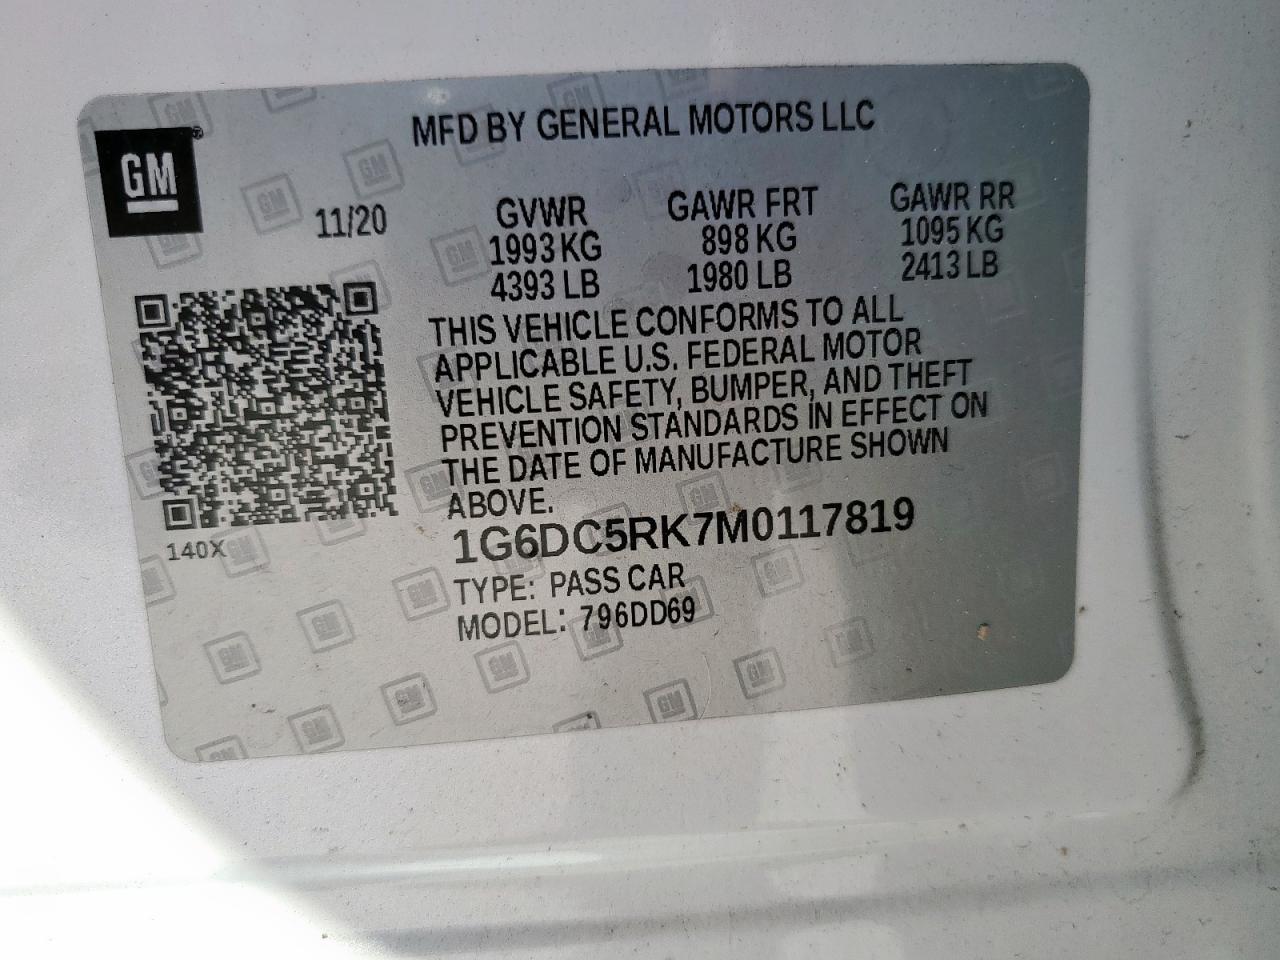 MFD BY GENERAL MOTORS LLC
GM
11/20
GVWR GAWR FRT GAWR RR
1993 KG 898 KG 1095 KG
4393 LB 1980 LB 2413 LB
THIS VEHICLE CONFORMS TO ALL
APPLICABLE U.S. FEDERAL MOTOR
VEHICLE SAFETY, BUMPER, AND THEFT
PREVENTION STANDARDS IN EFFECT ON
THE DATE OF MANUFACTURE SHOWN
ABOVE.
140X
1G6DC5RK7M0117819
TYPE: PASS CAR
MODEL: 796DD69